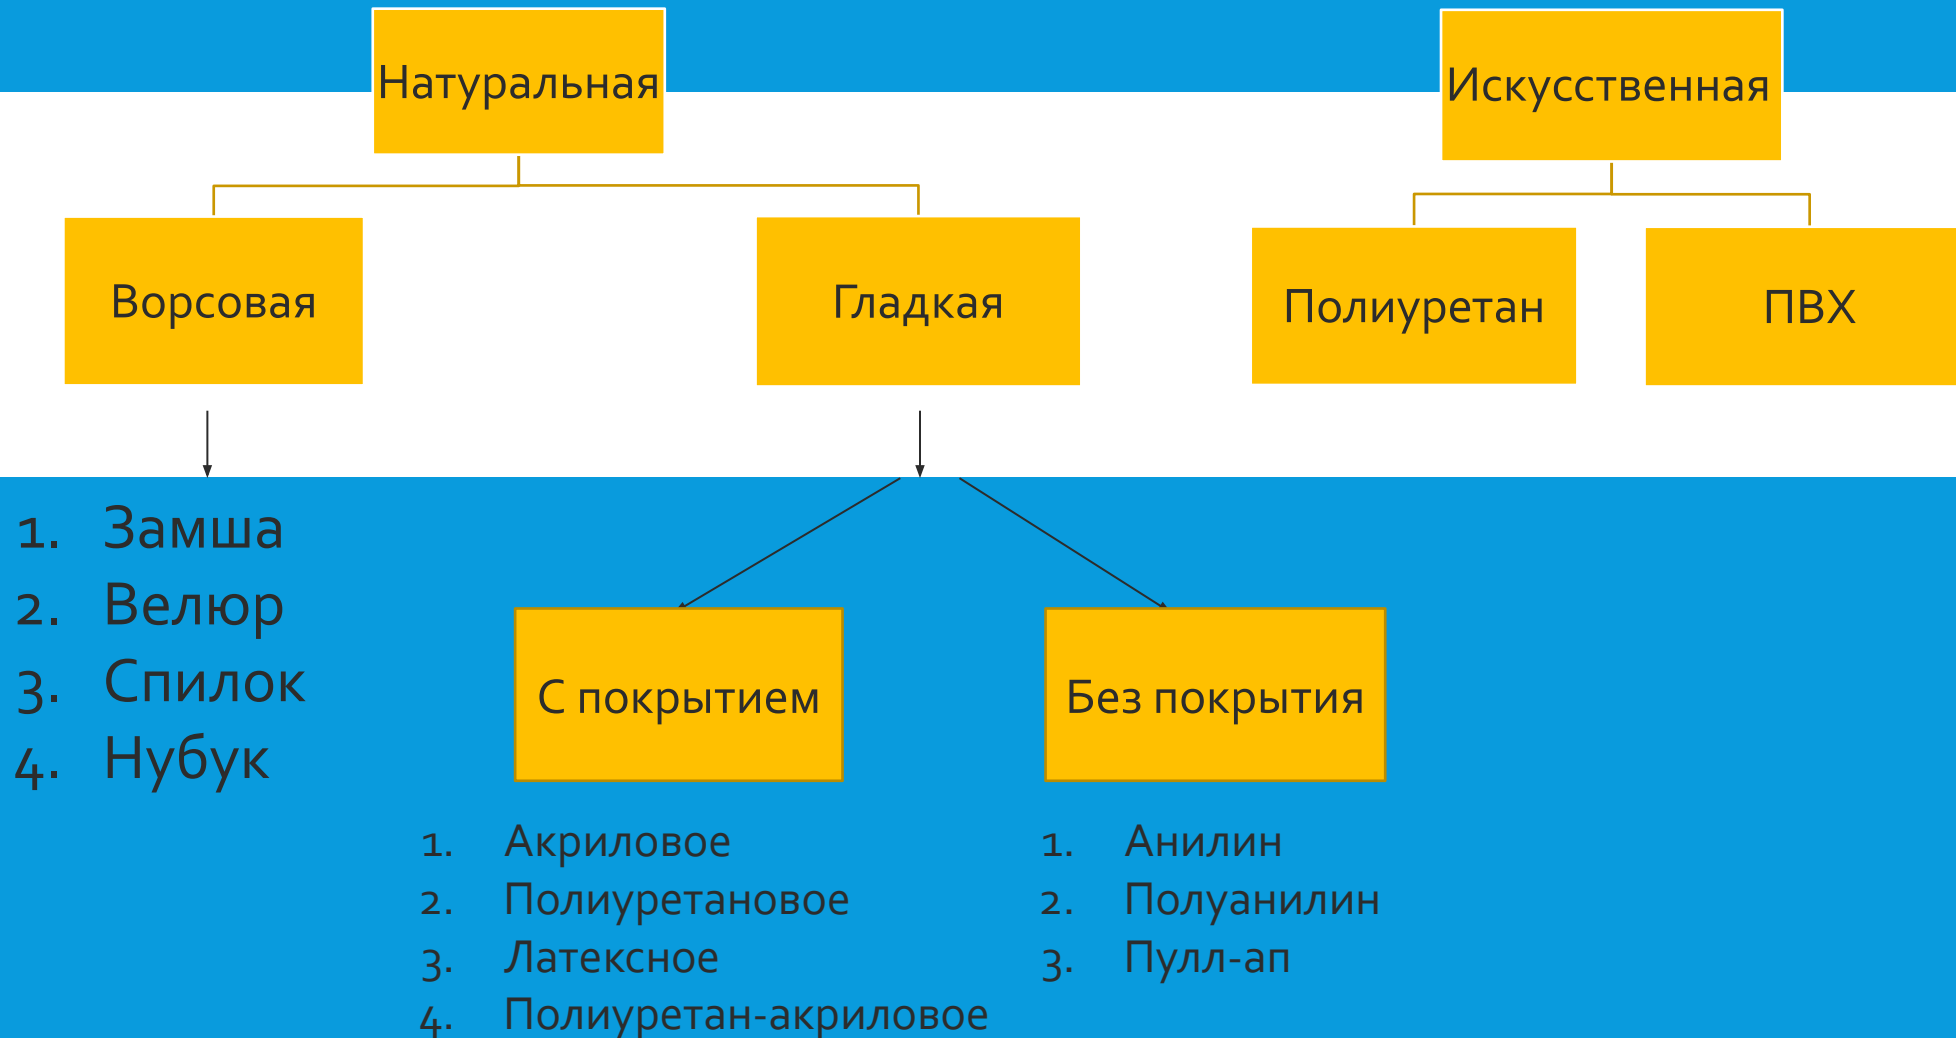 Натуральная
Искусственная
Ворсовая
Гладкая
Полиуретан
ПВХ
1. Замша
2. Велюр
3. Спилок
4. Нубук
С покрытием
Без покрытия
1. Акриловое
2. Полиуретановое
3. Латексное
4. Полиуретан-акриловое
1. Анилин
2. Полуанилин
3. Пулл-ап